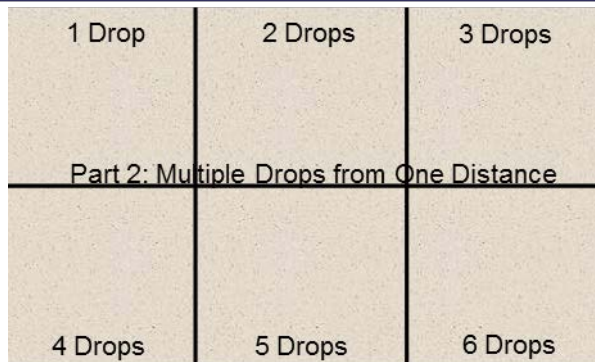 1 Drop 2 Drops 3 Drops
Part 2: Multiple Drops from One Distance
4 Drops 5 Drops 6 Drops